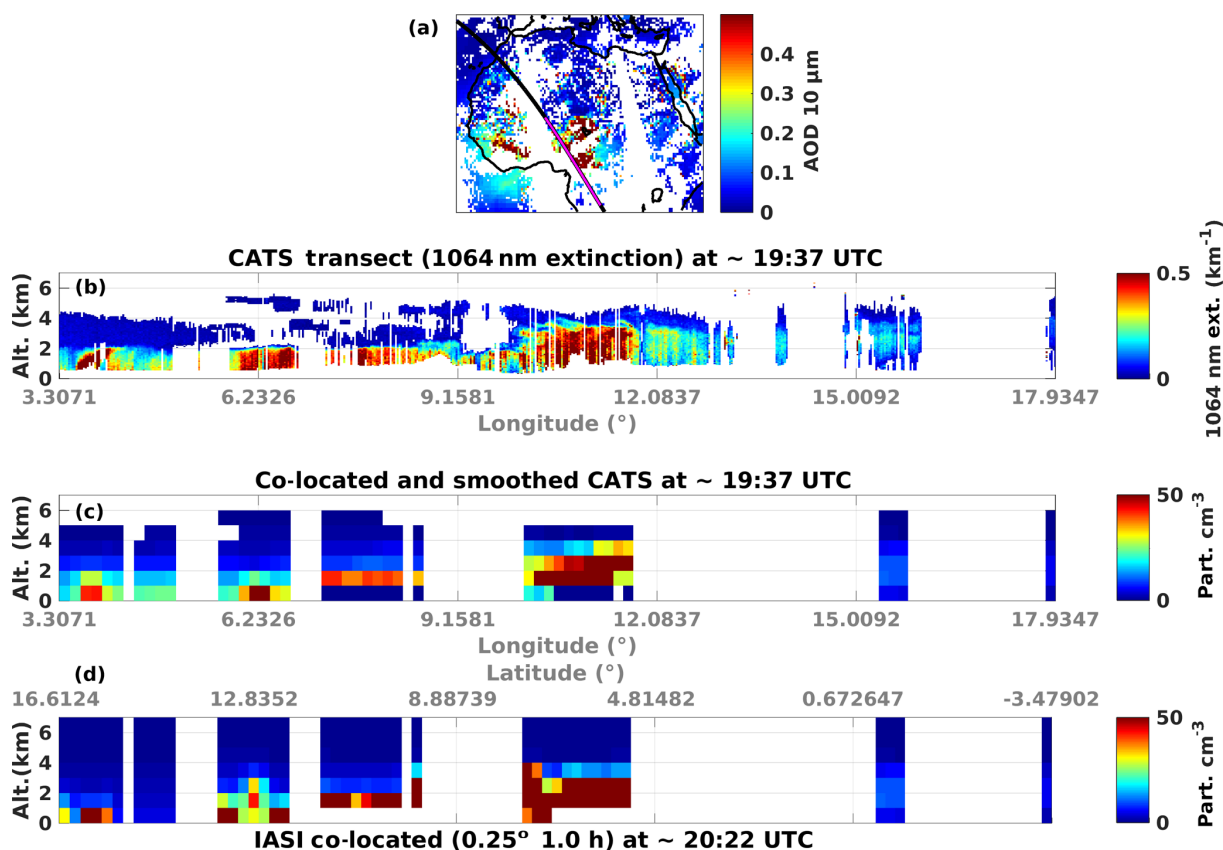 (a)
0.4
0.3
0.2
0.1
0
AOD 10 μm
CATS transect (1064 nm extinction) at ~ 19:37 UTC
(b)
Alt. (km)
6
4
2
0
3.3071 6.2326 9.1581 12.0837 15.0092 17.9347
Longitude (°)
0.5
0
1064 nm ext. (km⁻¹)
Co-located and smoothed CATS at ~ 19:37 UTC
(c)
Alt. (km)
6
4
2
0
3.3071 6.2326 9.1581 12.0837 15.0092 17.9347
Longitude (°)
50
0
Part. cm⁻³
(d)
Latitude (°)
16.6124 12.8352 8.88739 4.81482 0.672647 -3.47902
Alt.(km)
6
4
2
0
50
0
Part. cm⁻³
IASI co-located (0.25° 1.0 h) at ~ 20:22 UTC